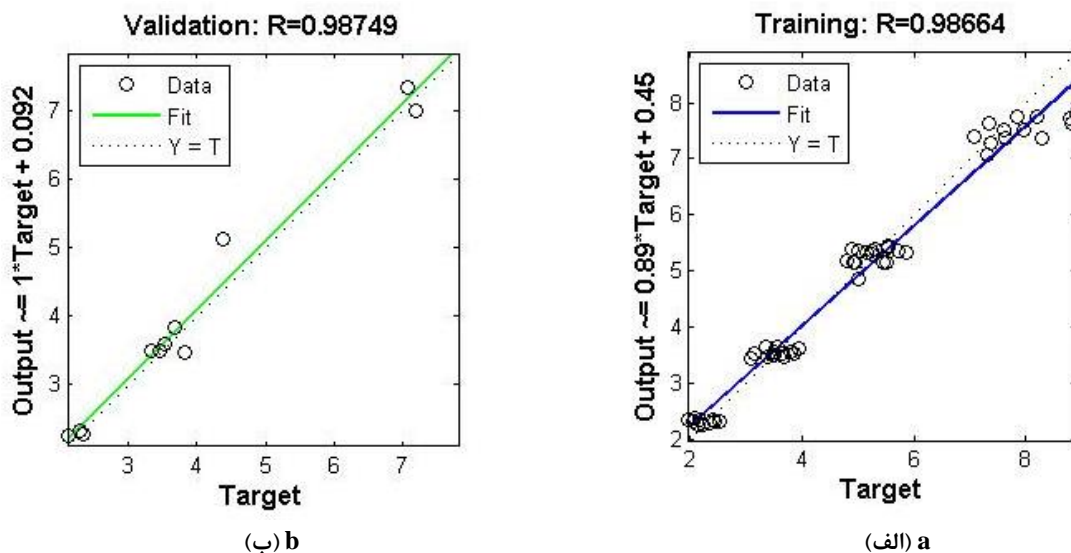 Validation: R=0.98749
Output ~= 1*Target + 0.092
7
6
5
4
3
Data
Fit
Y = T
3 4 5 6 7
Target
b (ب)
Training: R=0.98664
Output ~= 0.89*Target + 0.45
8
7
6
5
4
3
2
Data
Fit
Y = T
2 4 6 8
Target
a (الف)